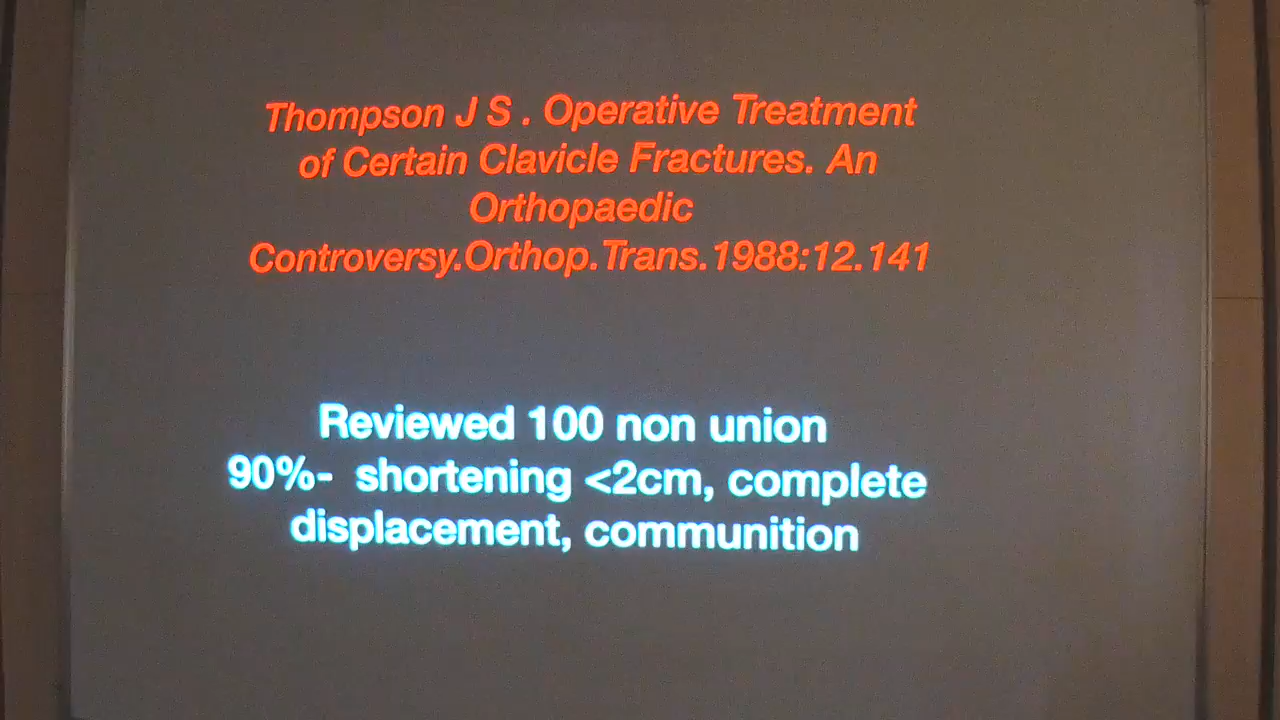 Thompson J S . Operative Treatment
of Certain Clavicle Fractures. An
Orthopaedic
Controversy.Orthop.Trans.1988:12.141
Reviewed 100 non union
90%- shortening <2cm, complete
displacement, communition